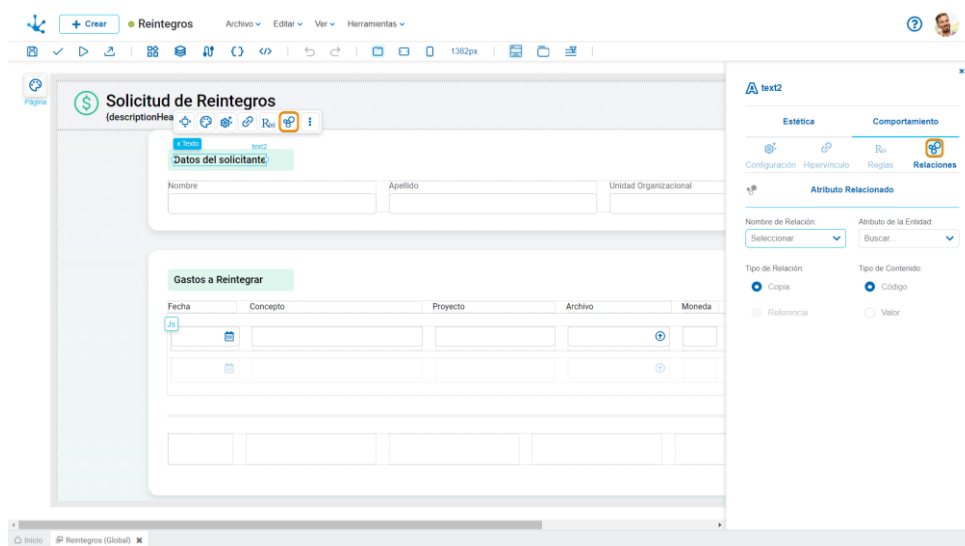 Crear
Reintegros
Archivo
Editar
Ver
Herramientas
1382px
Página
Solicitud de Reintegros
{descriptionHea
R(x)
Texto
text2
Datos del solicitante
Nombre
Apellido
Unidad Organizacional
Gastos a Reintegrar
Fecha
Concepto
Proyecto
Archivo
Moneda
Js
text2
Estética
Comportamiento
Configuración
Hipervínculo
Reglas
Relaciones
Atributo Relacionado
Nombre de Relación:
Atributo de la Entidad:
Seleccionar
Buscar...
Tipo de Relación:
Tipo de Contenido:
Copia
Código
Referencia
Valor
Inicio
Reintegros (Global)